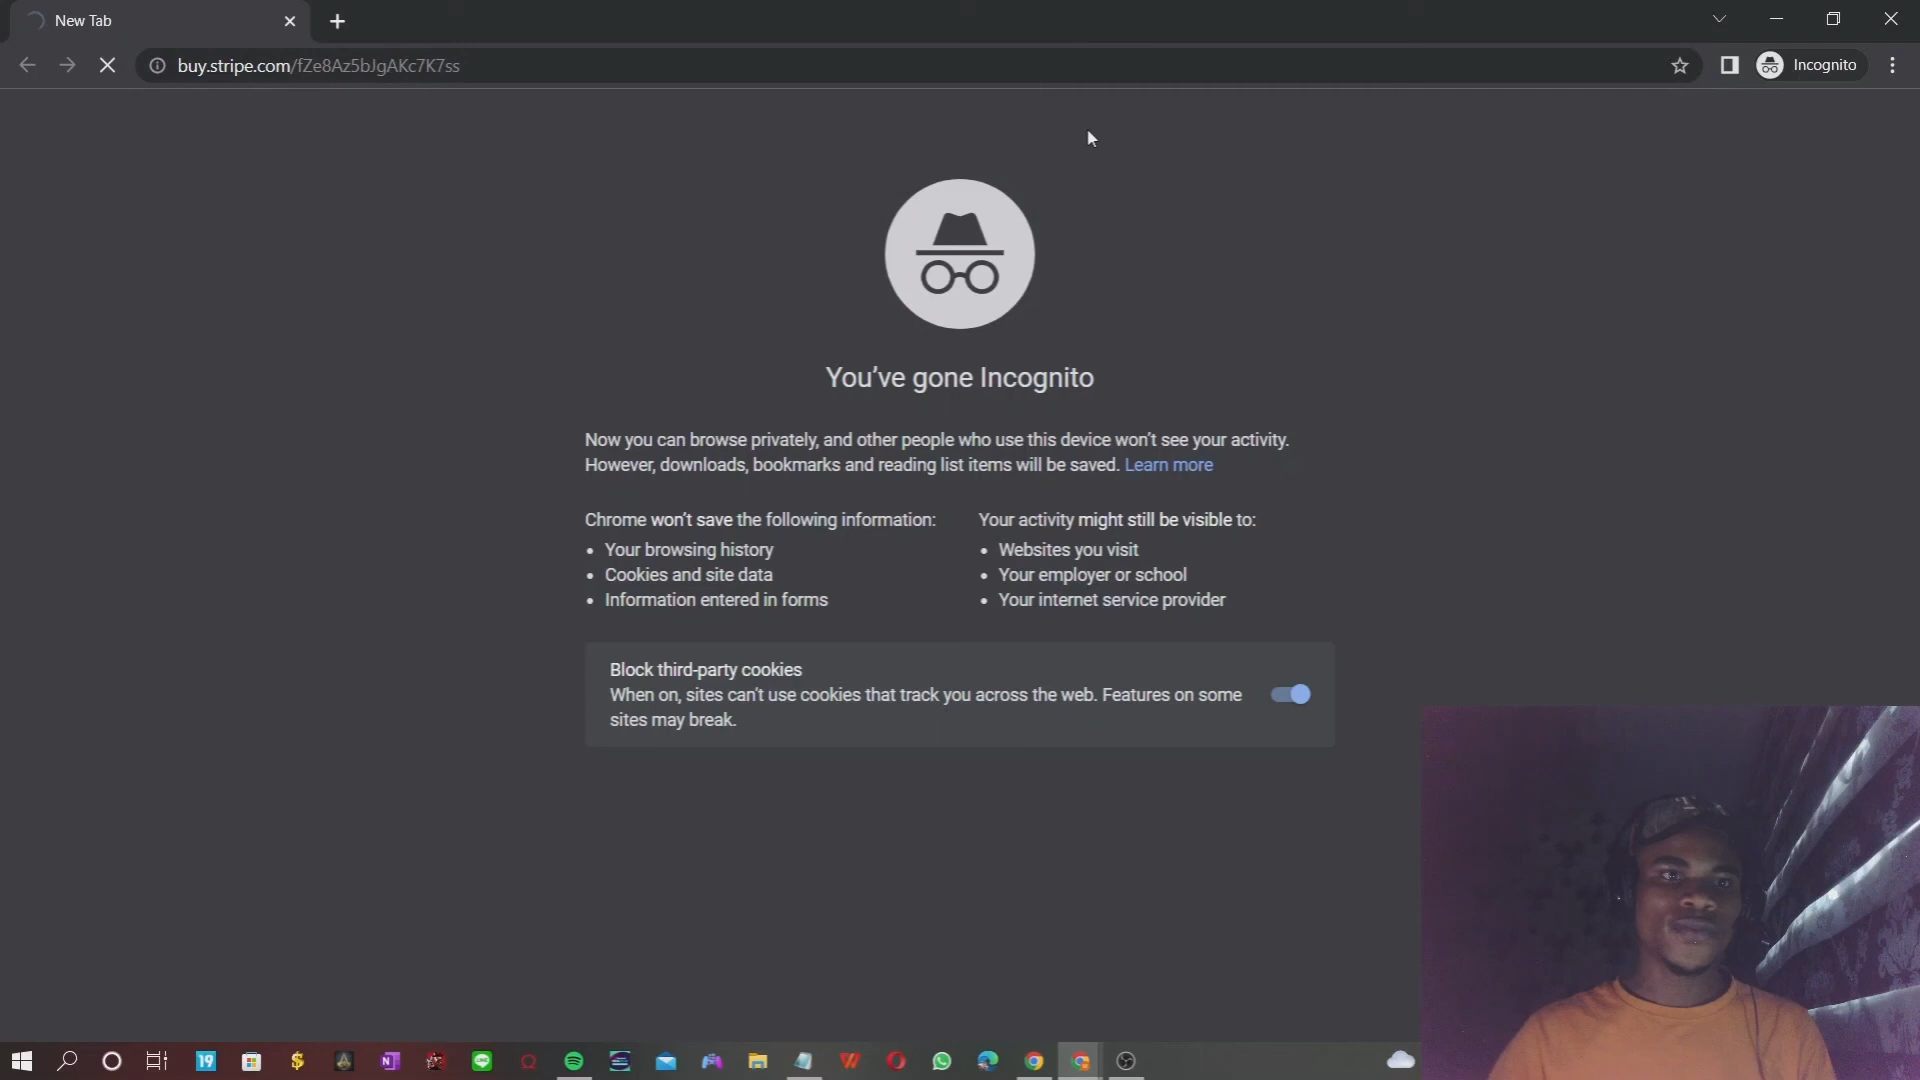 New Tab
buy.stripe.com/fZe8Az5bJgAKc7K7ss
Incognito
You've gone Incognito
Now you can browse privately, and other people who use this device won't see your activity.
However, downloads, bookmarks and reading list items will be saved. Learn more
Chrome won't save the following information:
Your browsing history
Cookies and site data
Information entered in forms
Your activity might still be visible to:
Websites you visit
Your employer or school
Your internet service provider
Block third-party cookies
When on, sites can't use cookies that track you across the web. Features on some
sites may break.
19